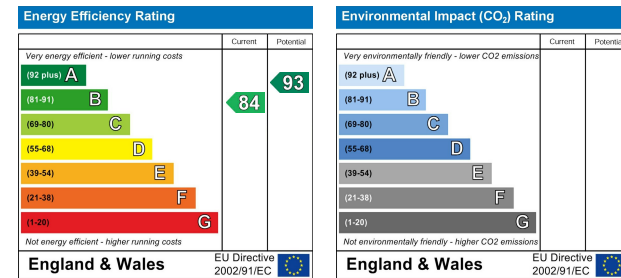 Energy Efficiency Rating
Current Potential
Very energy efficient - lower running costs
(92 plus) A
93
(81-91) B
84
(69-80) C
(55-68) D
(39-54) E
(21-38) F
(1-20) G
Not energy efficient - higher running costs
England & Wales
EU Directive
2002/91/EC
Environmental Impact (CO₂) Rating
Current Potentia
Very environmentally friendly - lower CO2 emissions
(92 plus) A
(81-91) B
(69-80) C
(55-68) D
(39-54) E
(21-38) F
(1-20) G
Not environmentally friendly - higher CO2 emissions
England & Wales
EU Directive
2002/91/EC